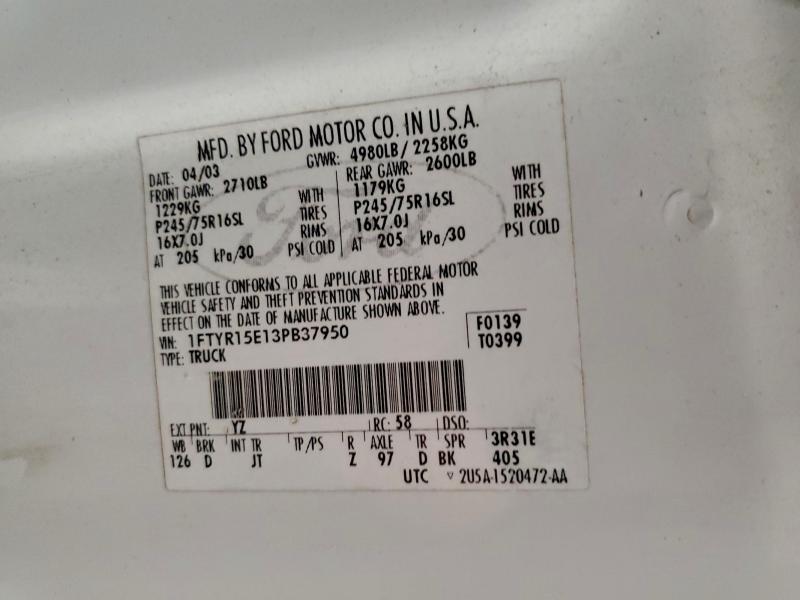 MFD. BY FORD MOTOR CO. IN U.S.A.
DATE: 04/03 GVWR: 4980LB/ 2258KG
FRONT GAWR: 2710LB REAR GAWR: 2600LB
1229KG WITH 1179KG WITH
P245/75R16SL TIRES P245/75R16SL TIRES
16X7.0J RIMS 16X7.0J RIMS
AT 205 kPa/30 PSI COLD AT 205 kPa/30 PSI COLD
Ford
THIS VEHICLE CONFORMS TO ALL APPLICABLE FEDERAL MOTOR
VEHICLE SAFETY AND THEFT PREVENTION STANDARDS IN
EFFECT ON THE DATE OF MANUFACTURE SHOWN ABOVE.
VIN: 1FTYR15E13PB37950 F0139
TYPE: TRUCK T0399
EXT PNT: YZ RC: 58 DSO:
WB BRK INT TR TP/PS R AXLE TR SPR 3R31E
126 D JT Z 97 D BK 405
UTC ▽ 2U5A-1520472-AA